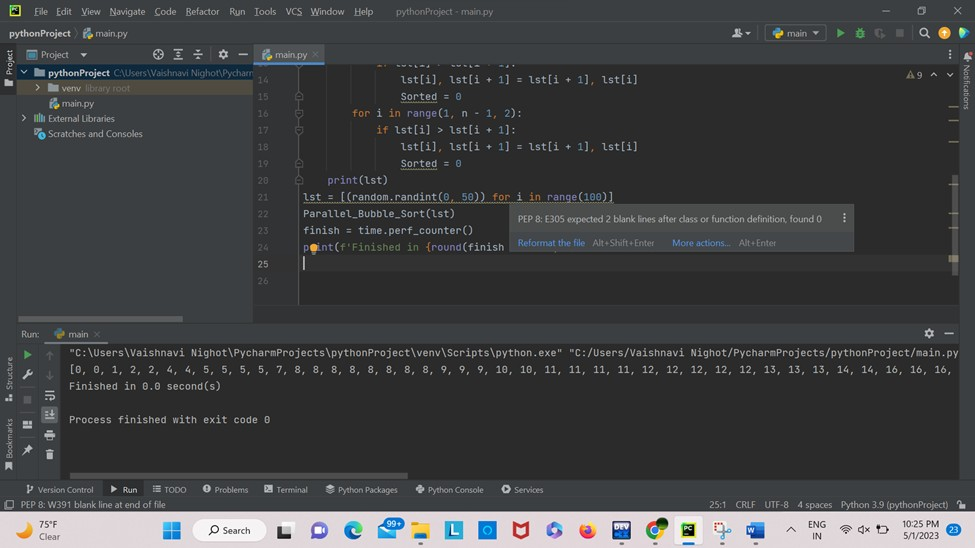 File Edit View Navigate Code Refactor Run Tools VCS Window Help pythonProject - main.py
pythonProject main.py
main
Project
Project
main.py
Notifications
pythonProject C:\Users\Vaishnavi Nighot\Pycharm
venv library root
main.py
External Libraries
Scratches and Consoles
9
14 lst[i], lst[i + 1] = lst[i + 1], lst[i]
15 Sorted = 0
16 for i in range(1, n - 1, 2):
17 if lst[i] > lst[i + 1]:
18 lst[i], lst[i + 1] = lst[i + 1], lst[i]
19 Sorted = 0
20 print(lst)
21 lst = [(random.randint(0, 50)) for i in range(100)]
22 Parallel_Bubble_Sort(lst)
23 finish = time.perf_counter()
24 print(f'Finished in {round(finish
25
26
PEP 8: E305 expected 2 blank lines after class or function definition, found 0
Reformat the file Alt+Shift+Enter More actions... Alt+Enter
Run: main
"C:\Users\Vaishnavi Nighot\PycharmProjects\pythonProject\venv\Scripts\python.exe" "C:/Users/Vaishnavi Nighot/PycharmProjects/pythonProject/main.py
[0, 0, 1, 2, 2, 4, 4, 5, 5, 5, 5, 7, 8, 8, 8, 8, 8, 8, 8, 8, 9, 9, 9, 10, 10, 11, 11, 11, 11, 12, 12, 12, 12, 12, 13, 13, 13, 14, 14, 16, 16, 16,
Finished in 0.0 second(s)
Process finished with exit code 0
Structure
Bookmarks
Version Control Run TODO Problems Terminal Python Packages Python Console Services
PEP 8: W391 blank line at end of file 25:1 CRLF UTF-8 4 spaces Python 3.9 (pythonProject)
75°F
Clear
Search
99+
ENG
IN
10:25 PM
5/1/2023
23